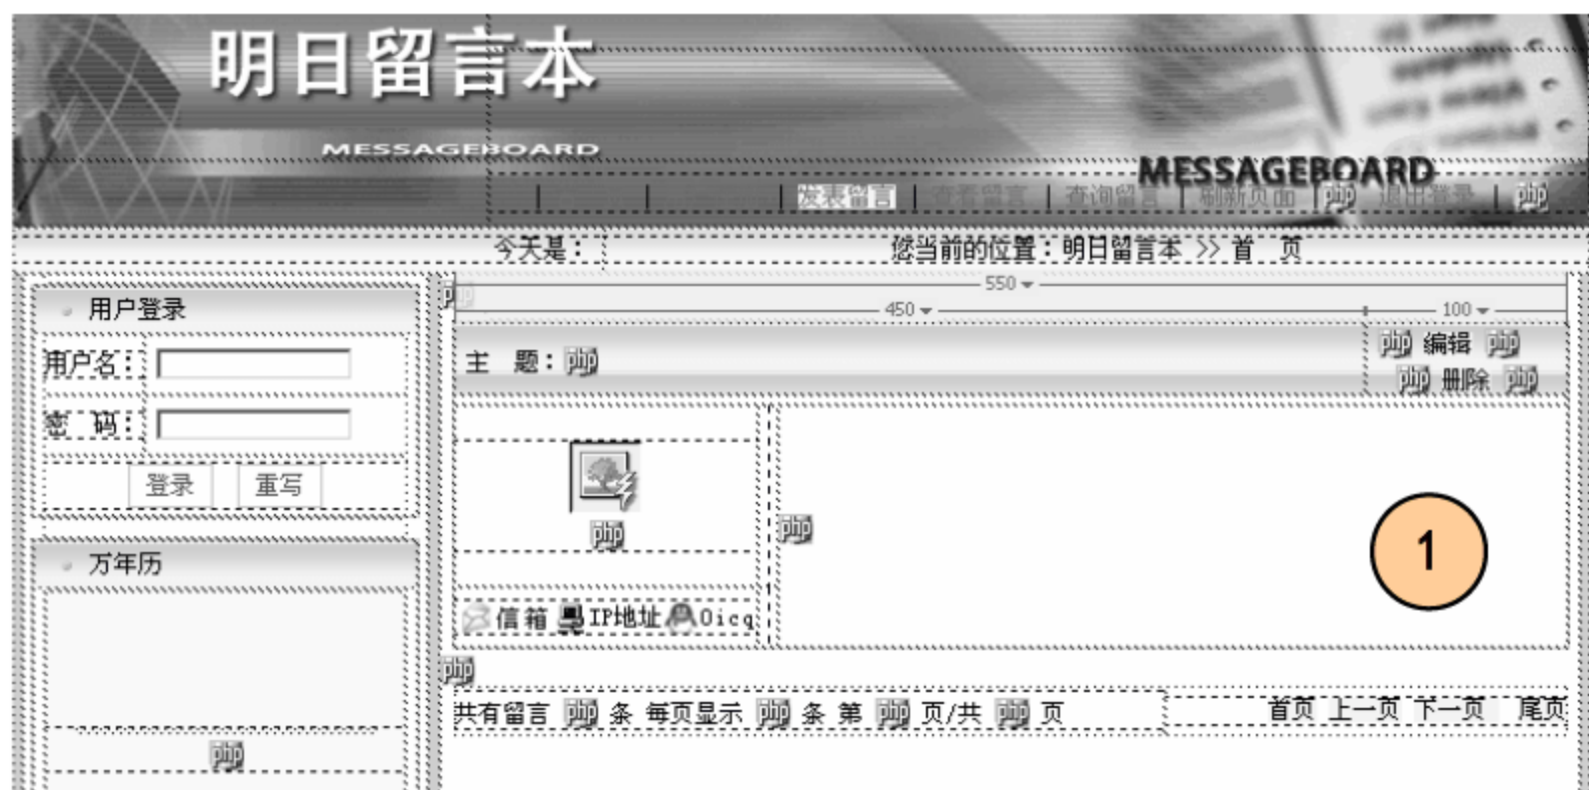 明日留言本
MESSAGEBOARD
MESSAGEBOARD
| | | 发表留言 | 查看留言 | 查询留言 | 刷新页面 | php 退出登录 | php
今天是： 您当前的位置：明日留言本 >> 首 页
用户登录
用户名：
密 码：
登录 重写
万年历
php
php
550
450 100
主 题：php
php 编辑 php
php 删除 php
php
php
1
信箱 IP地址 Oicq
php
共有留言 php 条 每页显示 php 条 第 php 页/共 php 页
首页 上一页 下一页 尾页